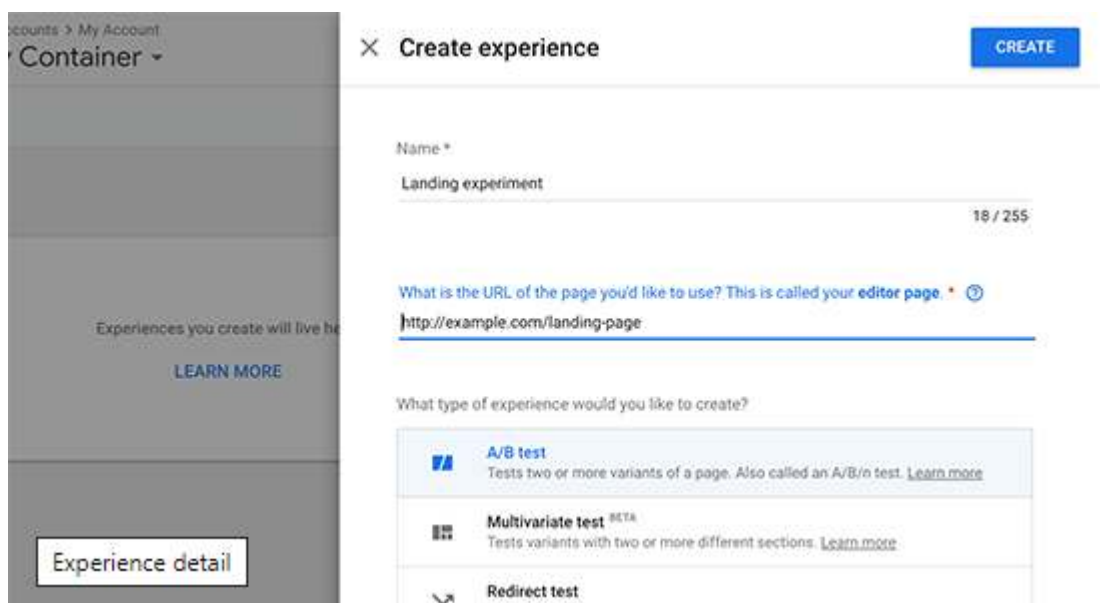 ccounts > My Account
Container
Create experience
CREATE
Name *
Landing experiment
18 / 255
What is the URL of the page you'd like to use? This is called your editor page. *
http://example.com/landing-page
Experiences you create will live he
LEARN MORE
What type of experience would you like to create?
A/B test
Tests two or more variants of a page. Also called an A/B/n test. Learn more
Multivariate test BETA
Tests variants with two or more different sections. Learn more
Experience detail
Redirect test